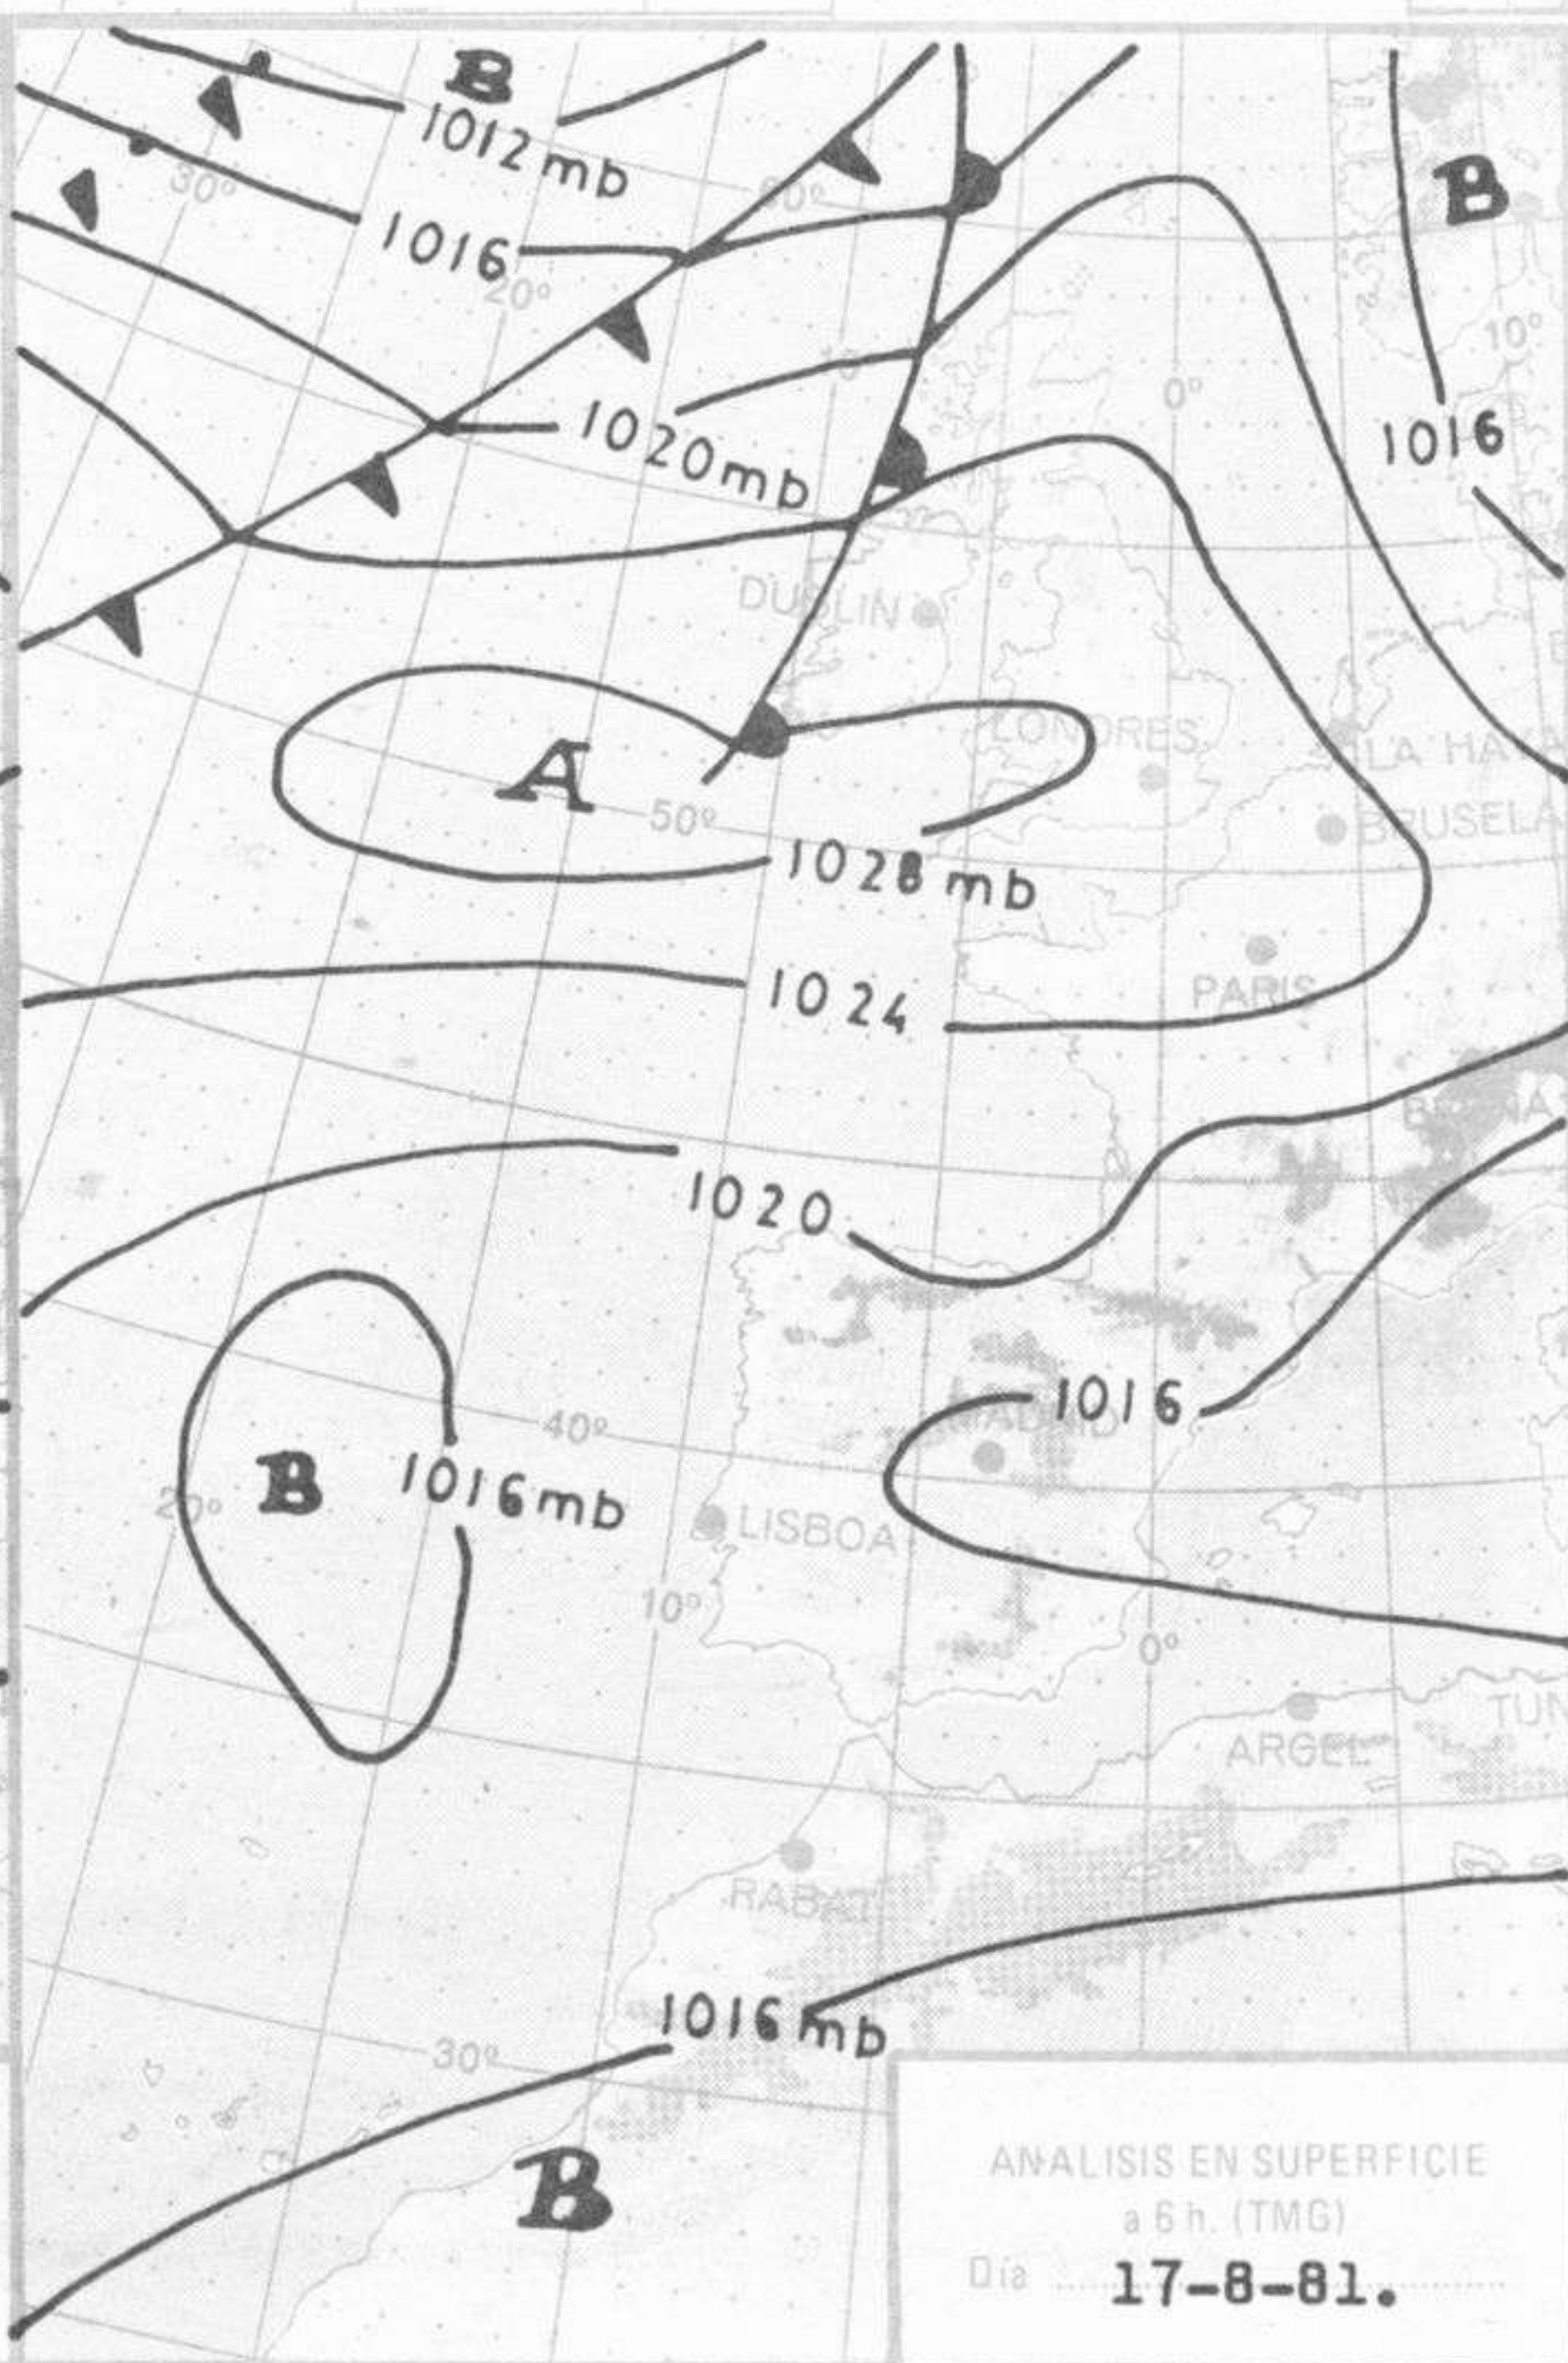 B
1012 mb
B
30°
60°
1016
20°
10°
10°
0°
1016
1020 mb
DUBLIN
LONDRES
LA HA
A
50°
BRUSELA
1028 mb
1024
PARIS
1020
1016
MADRID
40°
B
1016 mb
20°
LISBOA
10°
0°
TUN
ARGEL
RABAT
1016 mb
30°
B
ANALISIS EN SUPERFICIE
a 6 h. (TMG)
Día 17-8-81.